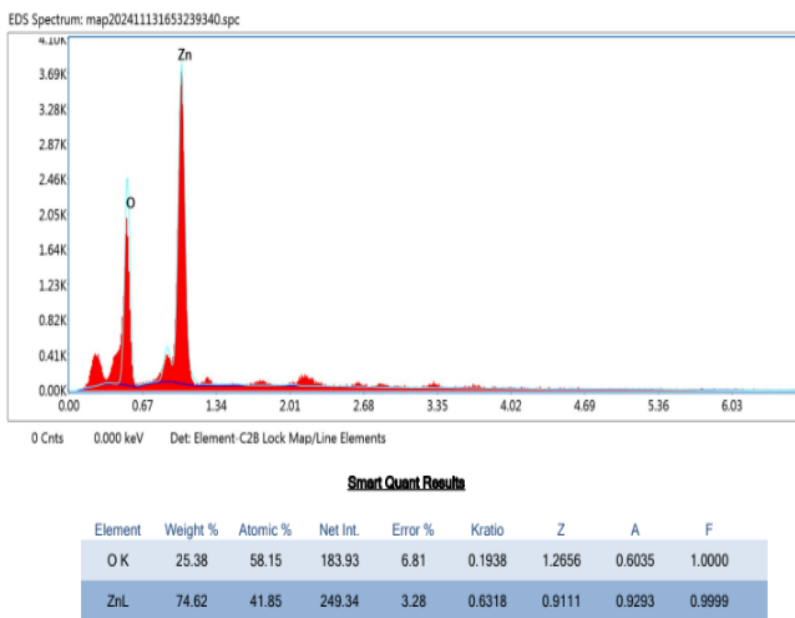 EDS Spectrum: map202411131653239340.spc
4.10K
Zn
3.69K
3.28K
2.87K
2.46K
O
2.05K
1.64K
1.23K
0.82K
0.41K
0.00K
0.00 0.67 1.34 2.01 2.68 3.35 4.02 4.69 5.36 6.03
0 Cnts 0.000 keV Det: Element-C2B Lock Map/Line Elements
Smart Quant Results
Element Weight % Atomic % Net Int. Error % Kratio Z A F
O K 25.38 58.15 183.93 6.81 0.1938 1.2656 0.6035 1.0000
ZnL 74.62 41.85 249.34 3.28 0.6318 0.9111 0.9293 0.9999